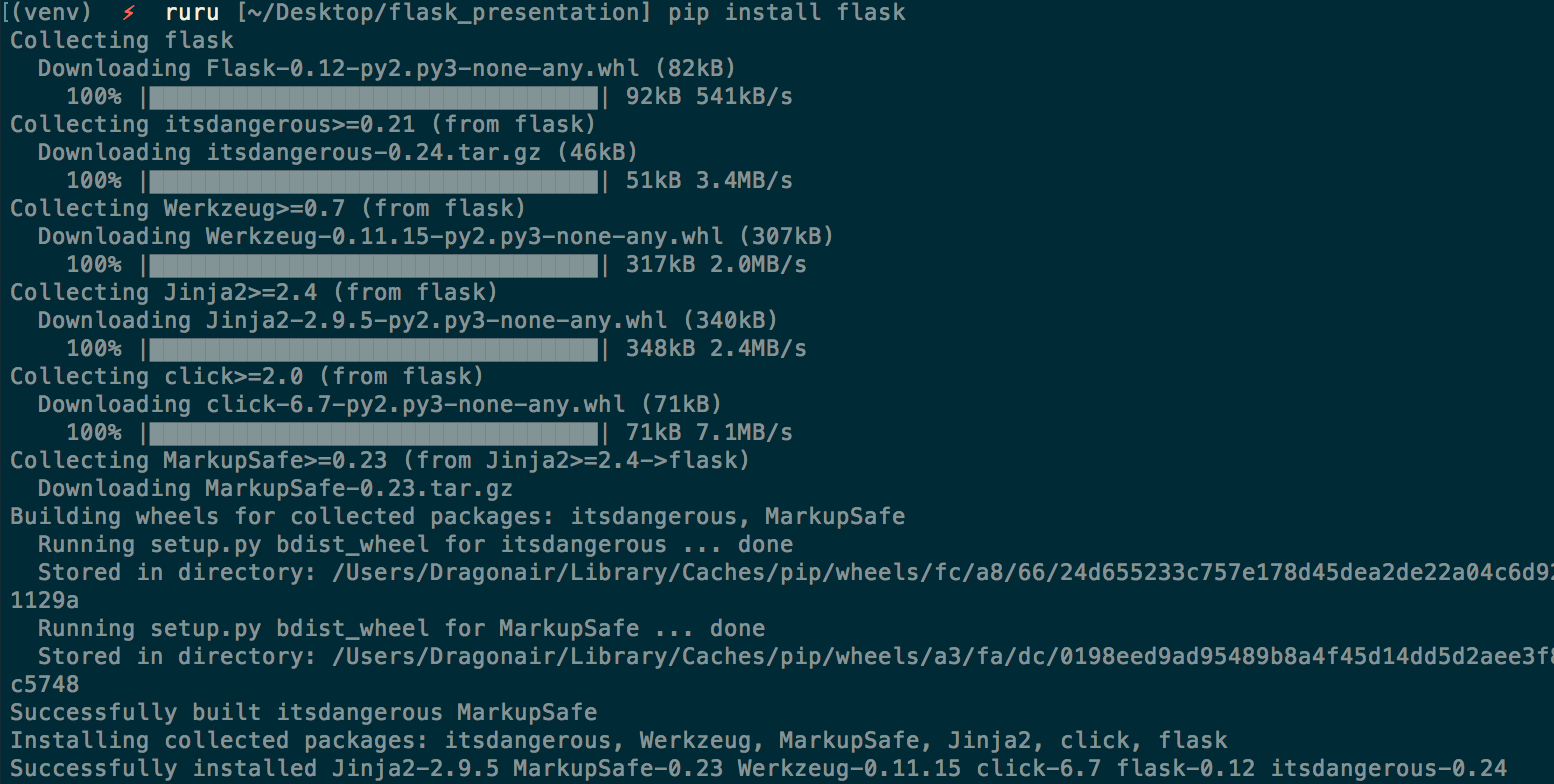 [(venv) ⚡ ruru [~/Desktop/flask_presentation] pip install flask
Collecting flask
  Downloading Flask-0.12-py2.py3-none-any.whl (82kB)
    100% |████████████████████████████████| 92kB 541kB/s
Collecting itsdangerous>=0.21 (from flask)
  Downloading itsdangerous-0.24.tar.gz (46kB)
    100% |████████████████████████████████| 51kB 3.4MB/s
Collecting Werkzeug>=0.7 (from flask)
  Downloading Werkzeug-0.11.15-py2.py3-none-any.whl (307kB)
    100% |████████████████████████████████| 317kB 2.0MB/s
Collecting Jinja2>=2.4 (from flask)
  Downloading Jinja2-2.9.5-py2.py3-none-any.whl (340kB)
    100% |████████████████████████████████| 348kB 2.4MB/s
Collecting click>=2.0 (from flask)
  Downloading click-6.7-py2.py3-none-any.whl (71kB)
    100% |████████████████████████████████| 71kB 7.1MB/s
Collecting MarkupSafe>=0.23 (from Jinja2>=2.4->flask)
  Downloading MarkupSafe-0.23.tar.gz
Building wheels for collected packages: itsdangerous, MarkupSafe
  Running setup.py bdist_wheel for itsdangerous ... done
  Stored in directory: /Users/Dragonair/Library/Caches/pip/wheels/fc/a8/66/24d655233c757e178d45dea2de22a04c6d92
1129a
  Running setup.py bdist_wheel for MarkupSafe ... done
  Stored in directory: /Users/Dragonair/Library/Caches/pip/wheels/a3/fa/dc/0198eed9ad95489b8a4f45d14dd5d2aee3f8
c5748
Successfully built itsdangerous MarkupSafe
Installing collected packages: itsdangerous, Werkzeug, MarkupSafe, Jinja2, click, flask
Successfully installed Jinja2-2.9.5 MarkupSafe-0.23 Werkzeug-0.11.15 click-6.7 flask-0.12 itsdangerous-0.24